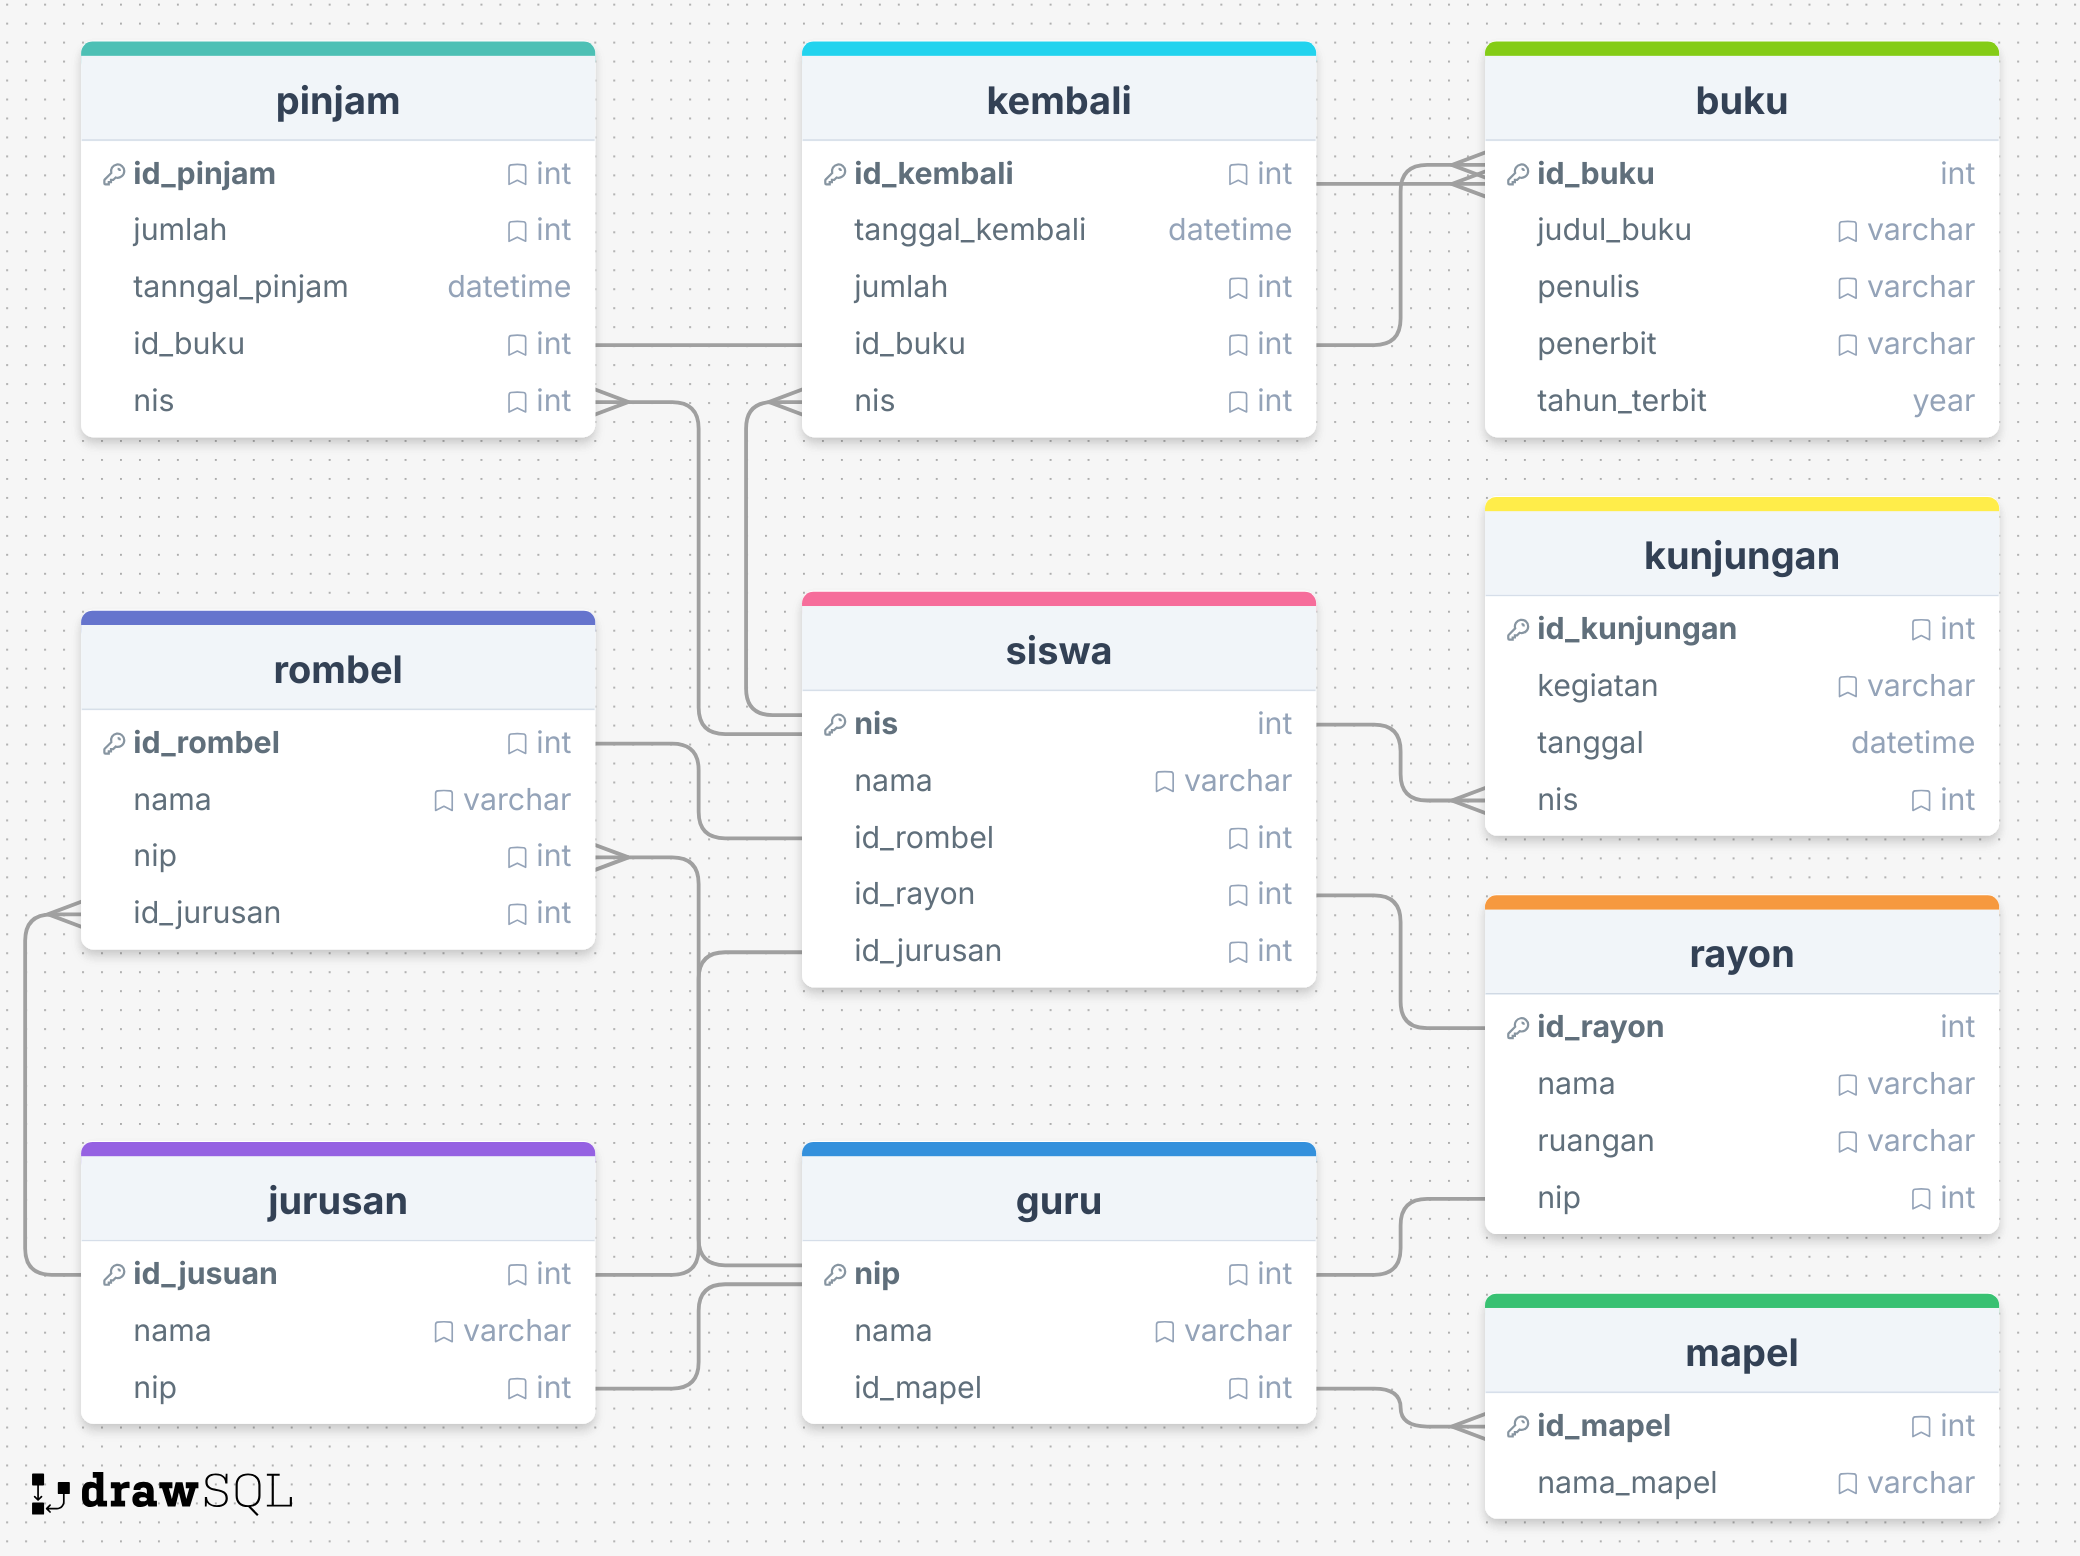 pinjam
id_pinjam int
jumlah int
tanngal_pinjam datetime
id_buku int
nis int
kembali
id_kembali int
tanggal_kembali datetime
jumlah int
id_buku int
nis int
buku
id_buku int
judul_buku varchar
penulis varchar
penerbit varchar
tahun_terbit year
kunjungan
id_kunjungan int
kegiatan varchar
tanggal datetime
nis int
rombel
id_rombel int
nama varchar
nip int
id_jurusan int
siswa
nis int
nama varchar
id_rombel int
id_rayon int
id_jurusan int
rayon
id_rayon int
nama varchar
ruangan varchar
nip int
jurusan
id_jusuan int
nama varchar
nip int
guru
nip int
nama varchar
id_mapel int
mapel
id_mapel int
nama_mapel varchar
drawSQL